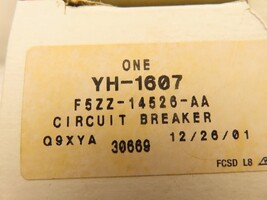 ONE
YH-1607
F5ZZ-14526-AA
CIRCUIT BREAKER
Q9XYA 30669 12/26/01
FCSD L8